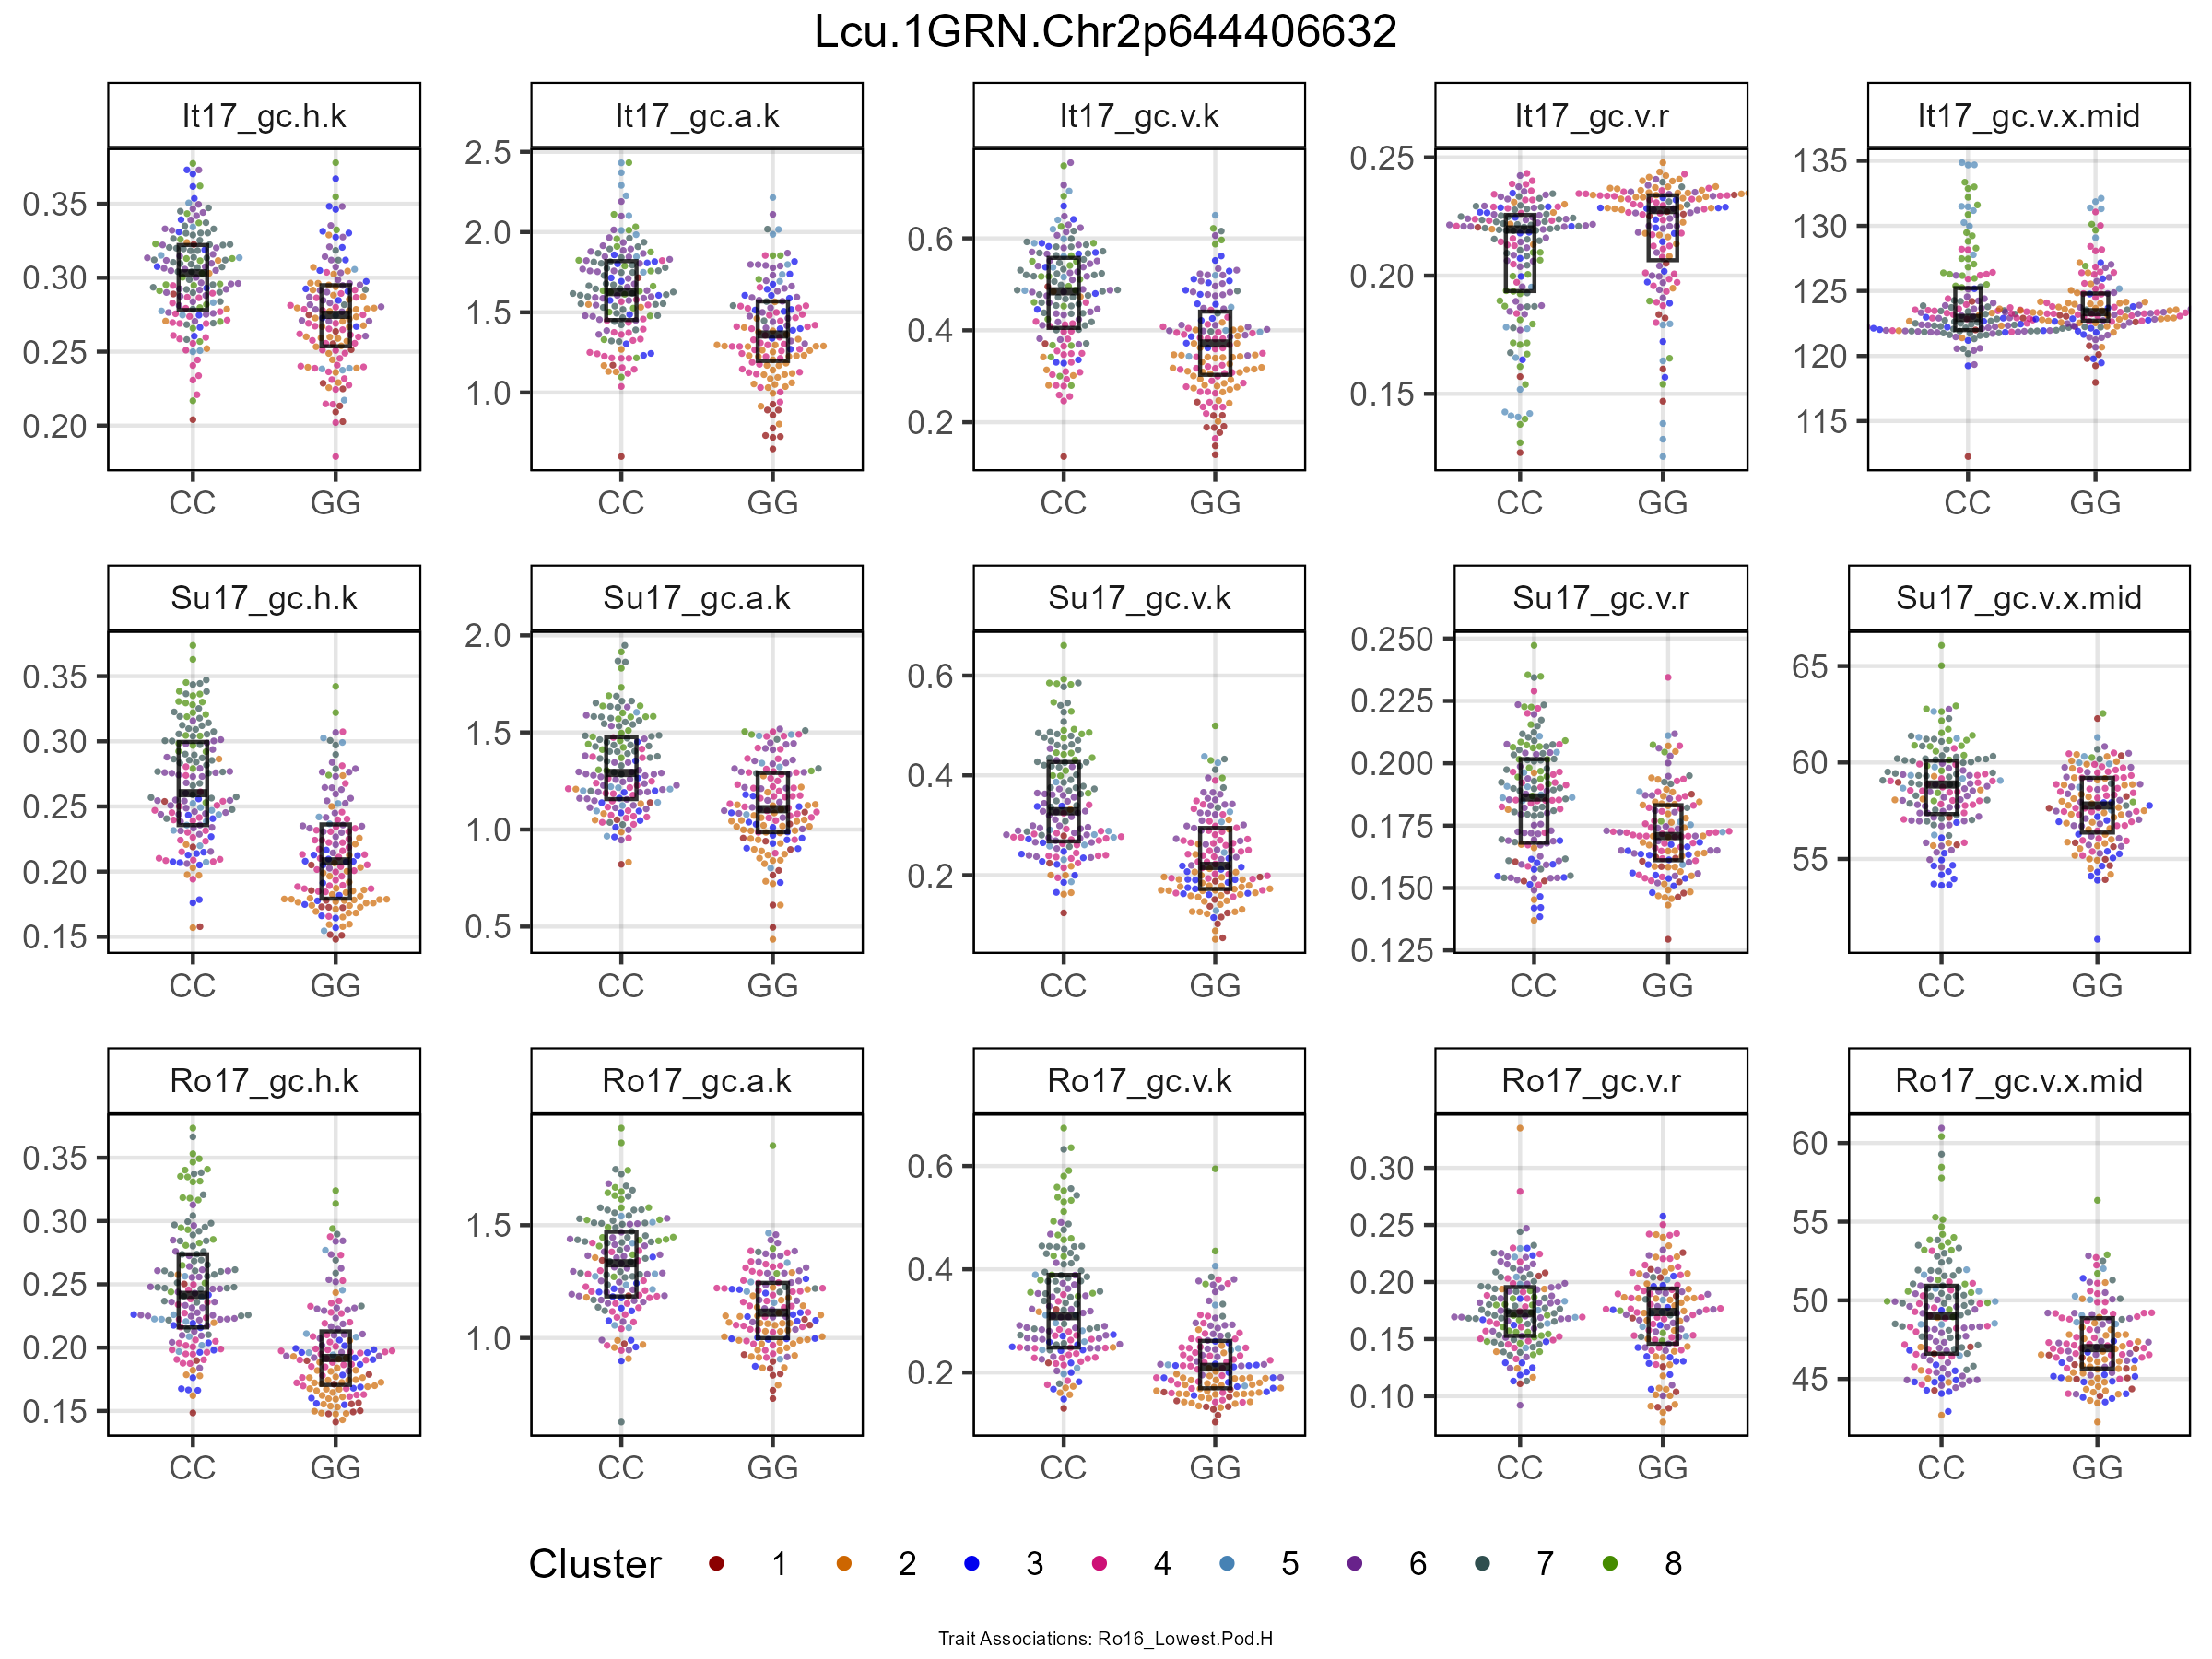 Lcu.1GRN.Chr2p644406632
It17_gc.h.k It17_gc.a.k It17_gc.v.k It17_gc.v.r It17_gc.v.x.mid
0.35 0.30 0.25 0.20
2.5 2.0 1.5 1.0
0.6 0.4 0.2
0.25 0.20 0.15
135 130 125 120 115
CC GG CC GG CC GG CC GG CC GG
Su17_gc.h.k Su17_gc.a.k Su17_gc.v.k Su17_gc.v.r Su17_gc.v.x.mid
0.35 0.30 0.25 0.20 0.15
2.0 1.5 1.0 0.5
0.6 0.4 0.2
0.250 0.225 0.200 0.175 0.150 0.125
65 60 55
CC GG CC GG CC GG CC GG CC GG
Ro17_gc.h.k Ro17_gc.a.k Ro17_gc.v.k Ro17_gc.v.r Ro17_gc.v.x.mid
0.35 0.30 0.25 0.20 0.15
1.5 1.0
0.6 0.4 0.2
0.30 0.25 0.20 0.15 0.10
60 55 50 45
CC GG CC GG CC GG CC GG CC GG
Cluster 1 2 3 4 5 6 7 8
Trait Associations: Ro16_Lowest.Pod.H